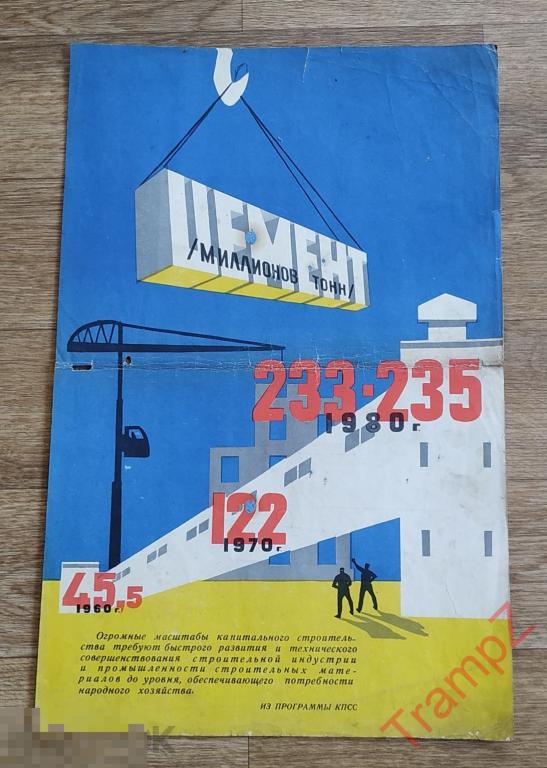 ЦЕМЕНТ
/МИЛЛИОНОВ ТОНН/
233-235
1980 г.
122
1970 г.
45,5
1960 г.
Огромные масштабы капитального строитель-
ства требуют быстрого развития и технического
совершенствования строительной индустрии
и промышленности строительных мате-
риалов до уровня, обеспечивающего потребности
народного хозяйства.
ИЗ ПРОГРАММЫ КПСС
TrampZ